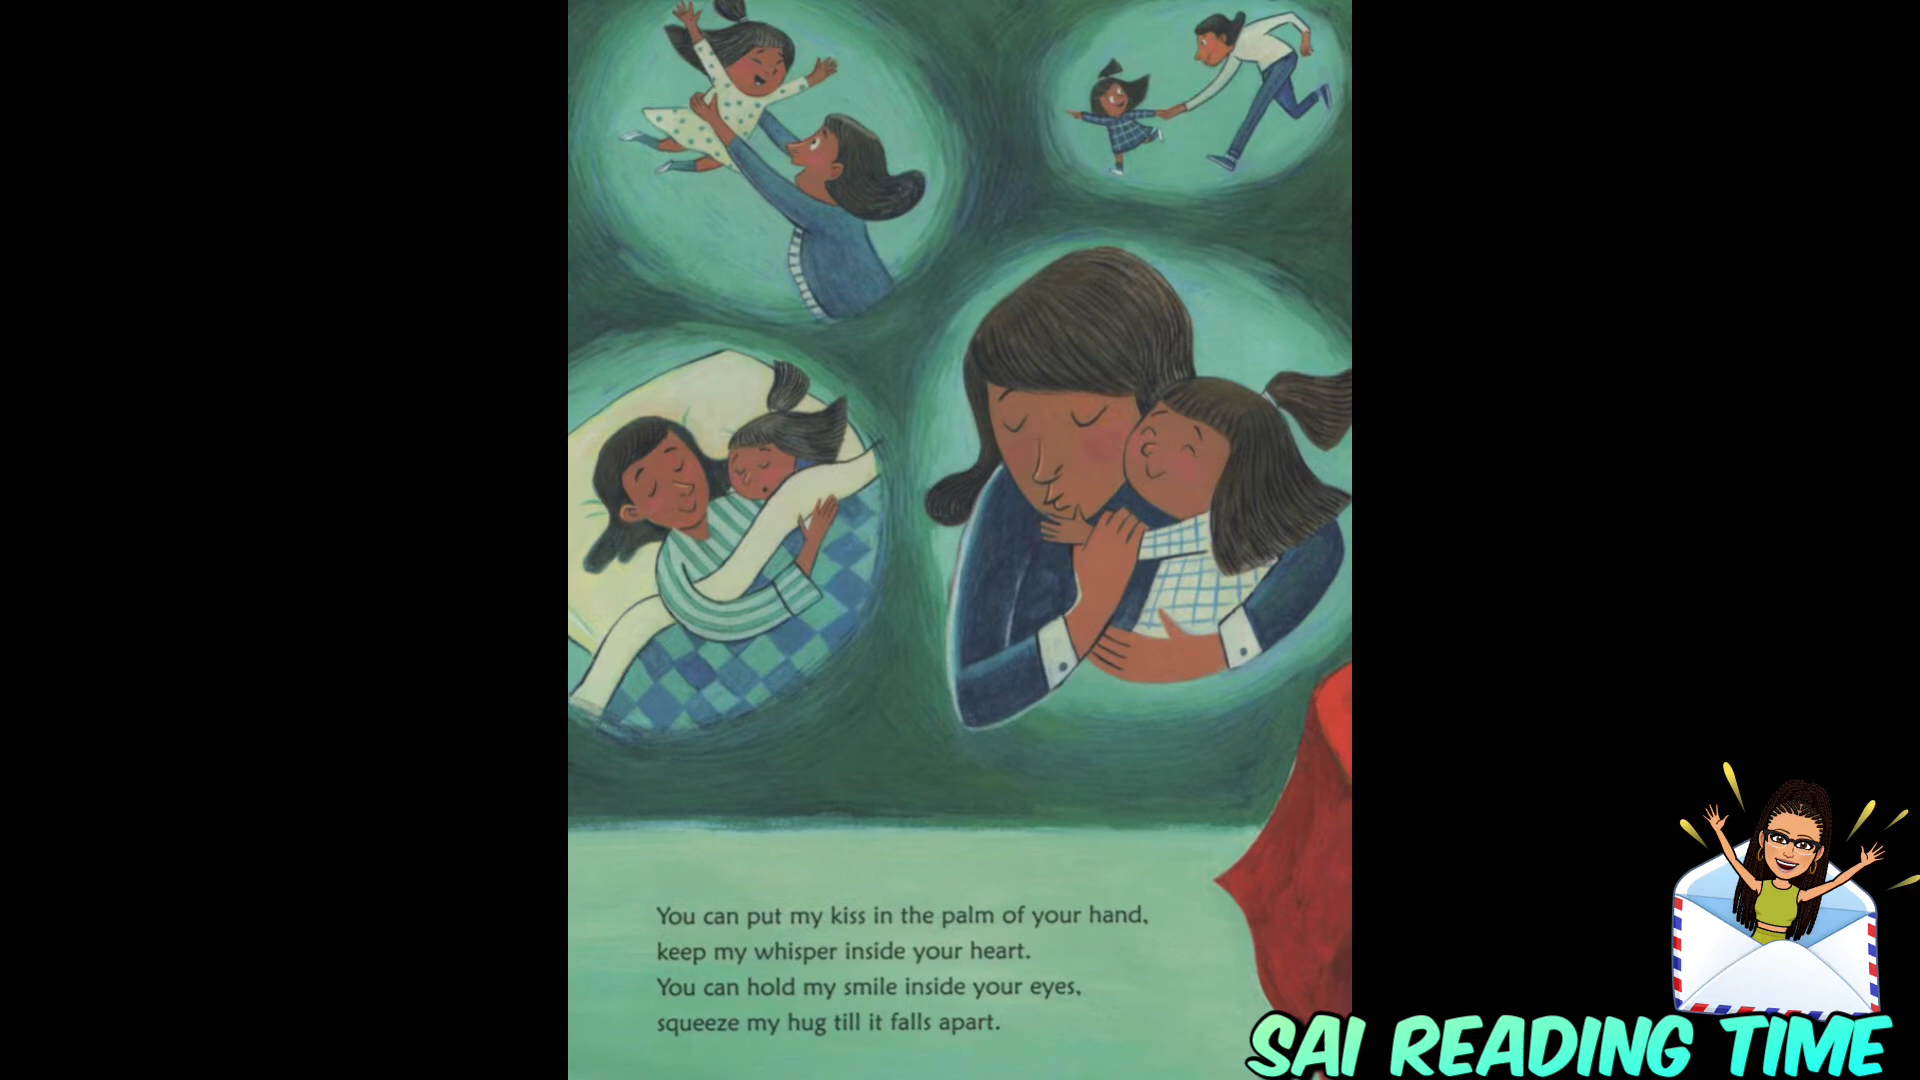 You can put my kiss in the palm of your hand,
keep my whisper inside your heart.
You can hold my smile inside your eyes,
squeeze my hug till it falls apart.
SAI READING TIME